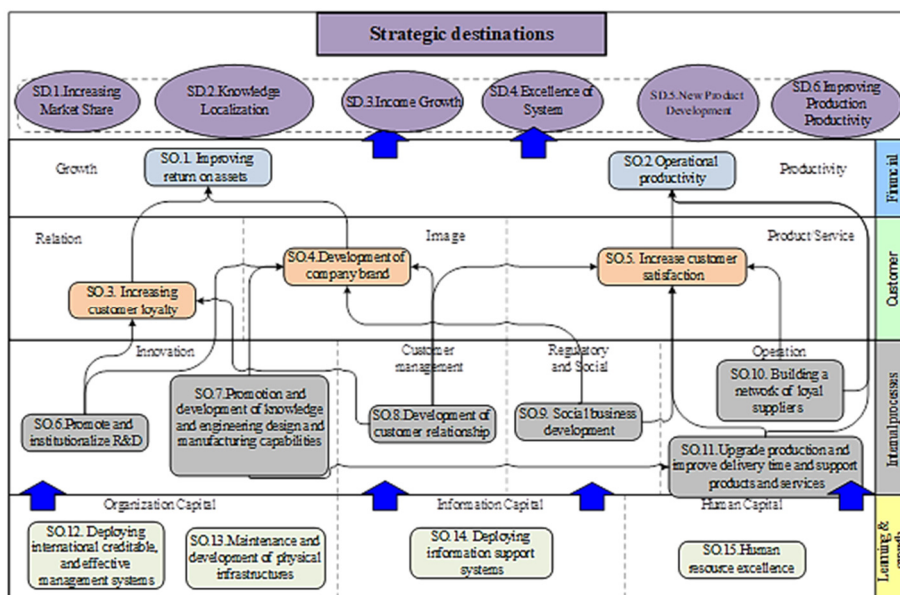 Strategic destinations
SD.1.Increasing
Market Share
SD.2.Knowledge
Localization
SD.3.Income Growth
SD.4.Excellence of
System
SD.5.New Product
Development
SD.6.Improving
Production
Productivity
Growth
SO.1. Improving
return on assets
SO.2.Operational
productivity
Productivity
Financial
Relation
Image
Product/Service
SO.4.Development of
company brand
SO.5. Increase customer
satisfaction
SO.3. Increasing
customer loyalty
Customer
Innovation
Customer
management
Regulatory
and Social
Operation
SO.6.Promote and
institutionalize R&D
SO.7.Promotion and
development of knowledge
and engineering design and
manufacturing capabilities
SO.8.Development of
customer relationship
SO.9. Social business
development
SO.10. Building a
network of loyal
suppliers
SO.11.Upgrade production and
improve delivery time and support
products and services
Internal processes
Organization Capital
Information Capital
Human Capital
SO.12. Deploying
international creditable,
and effective
management systems
SO.13.Maintenance and
development of physical
infrastructures
SO.14. Deploying
information support
systems
SO.15.Human
resource excellence
Learning &